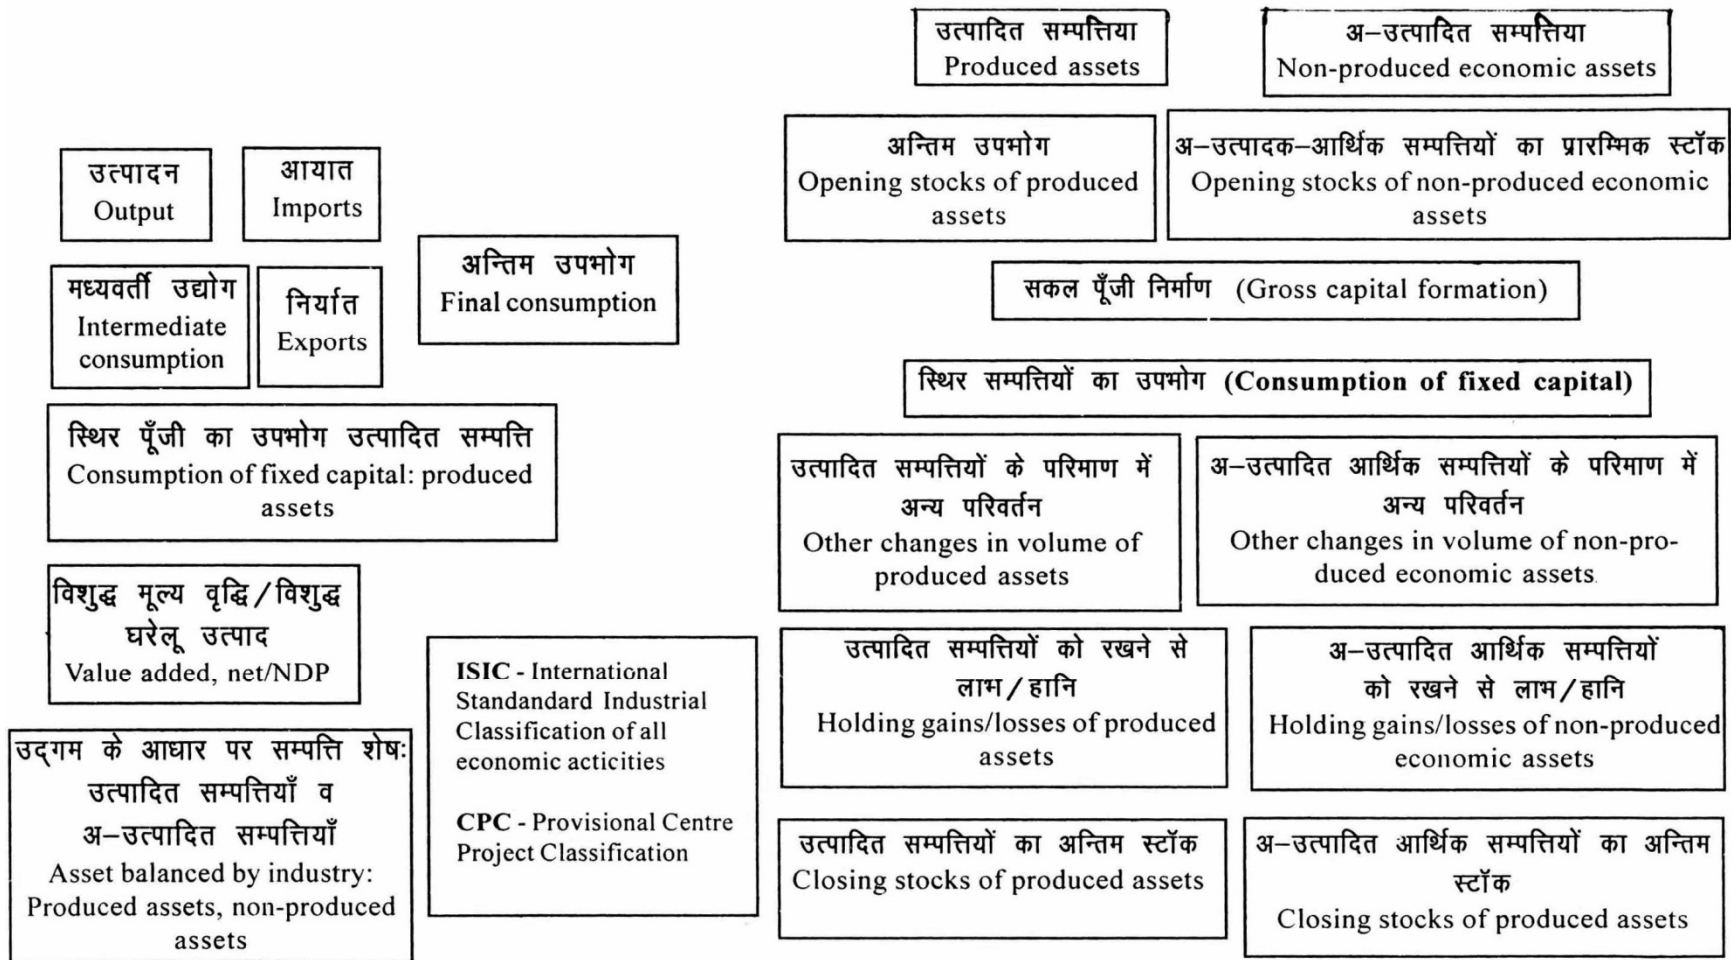 उत्पादित सम्पत्तिया
Produced assets
अ–उत्पादित सम्पत्तिया
Non-produced economic assets
अन्तिम उपभोग
Opening stocks of produced
assets
अ–उत्पादक–आर्थिक सम्पत्तियों का प्रारम्भिक स्टॉक
Opening stocks of non-produced economic
assets
उत्पादन
Output
आयात
Imports
अन्तिम उपभोग
Final consumption
सकल पूँजी निर्माण (Gross capital formation)
मध्यवर्ती उद्योग
Intermediate
consumption
निर्यात
Exports
स्थिर सम्पत्तियों का उपभोग (Consumption of fixed capital)
स्थिर पूँजी का उपभोग उत्पादित सम्पत्ति
Consumption of fixed capital: produced
assets
उत्पादित सम्पत्तियों के परिमाण में
अन्य परिवर्तन
Other changes in volume of
produced assets
अ–उत्पादित आर्थिक सम्पत्तियों के परिमाण में
अन्य परिवर्तन
Other changes in volume of non-pro-
duced economic assets
विशुद्ध मूल्य वृद्धि/विशुद्ध
घरेलू उत्पाद
Value added, net/NDP
ISIC - International
Standandard Industrial
Classification of all
economic acticities
CPC - Provisional Centre
Project Classification
उत्पादित सम्पत्तियों को रखने से
लाभ/हानि
Holding gains/losses of produced
assets
अ–उत्पादित आर्थिक सम्पत्तियों
को रखने से लाभ/हानि
Holding gains/losses of non-produced
economic assets
उद्‌गम के आधार पर सम्पत्ति शेषः
उत्पादित सम्पत्तियाँ व
अ–उत्पादित सम्पत्तियाँ
Asset balanced by industry:
Produced assets, non-produced
assets
उत्पादित सम्पत्तियों का अन्तिम स्टॉक
Closing stocks of produced assets
अ–उत्पादित आर्थिक सम्पत्तियों का अन्तिम
स्टॉक
Closing stocks of produced assets